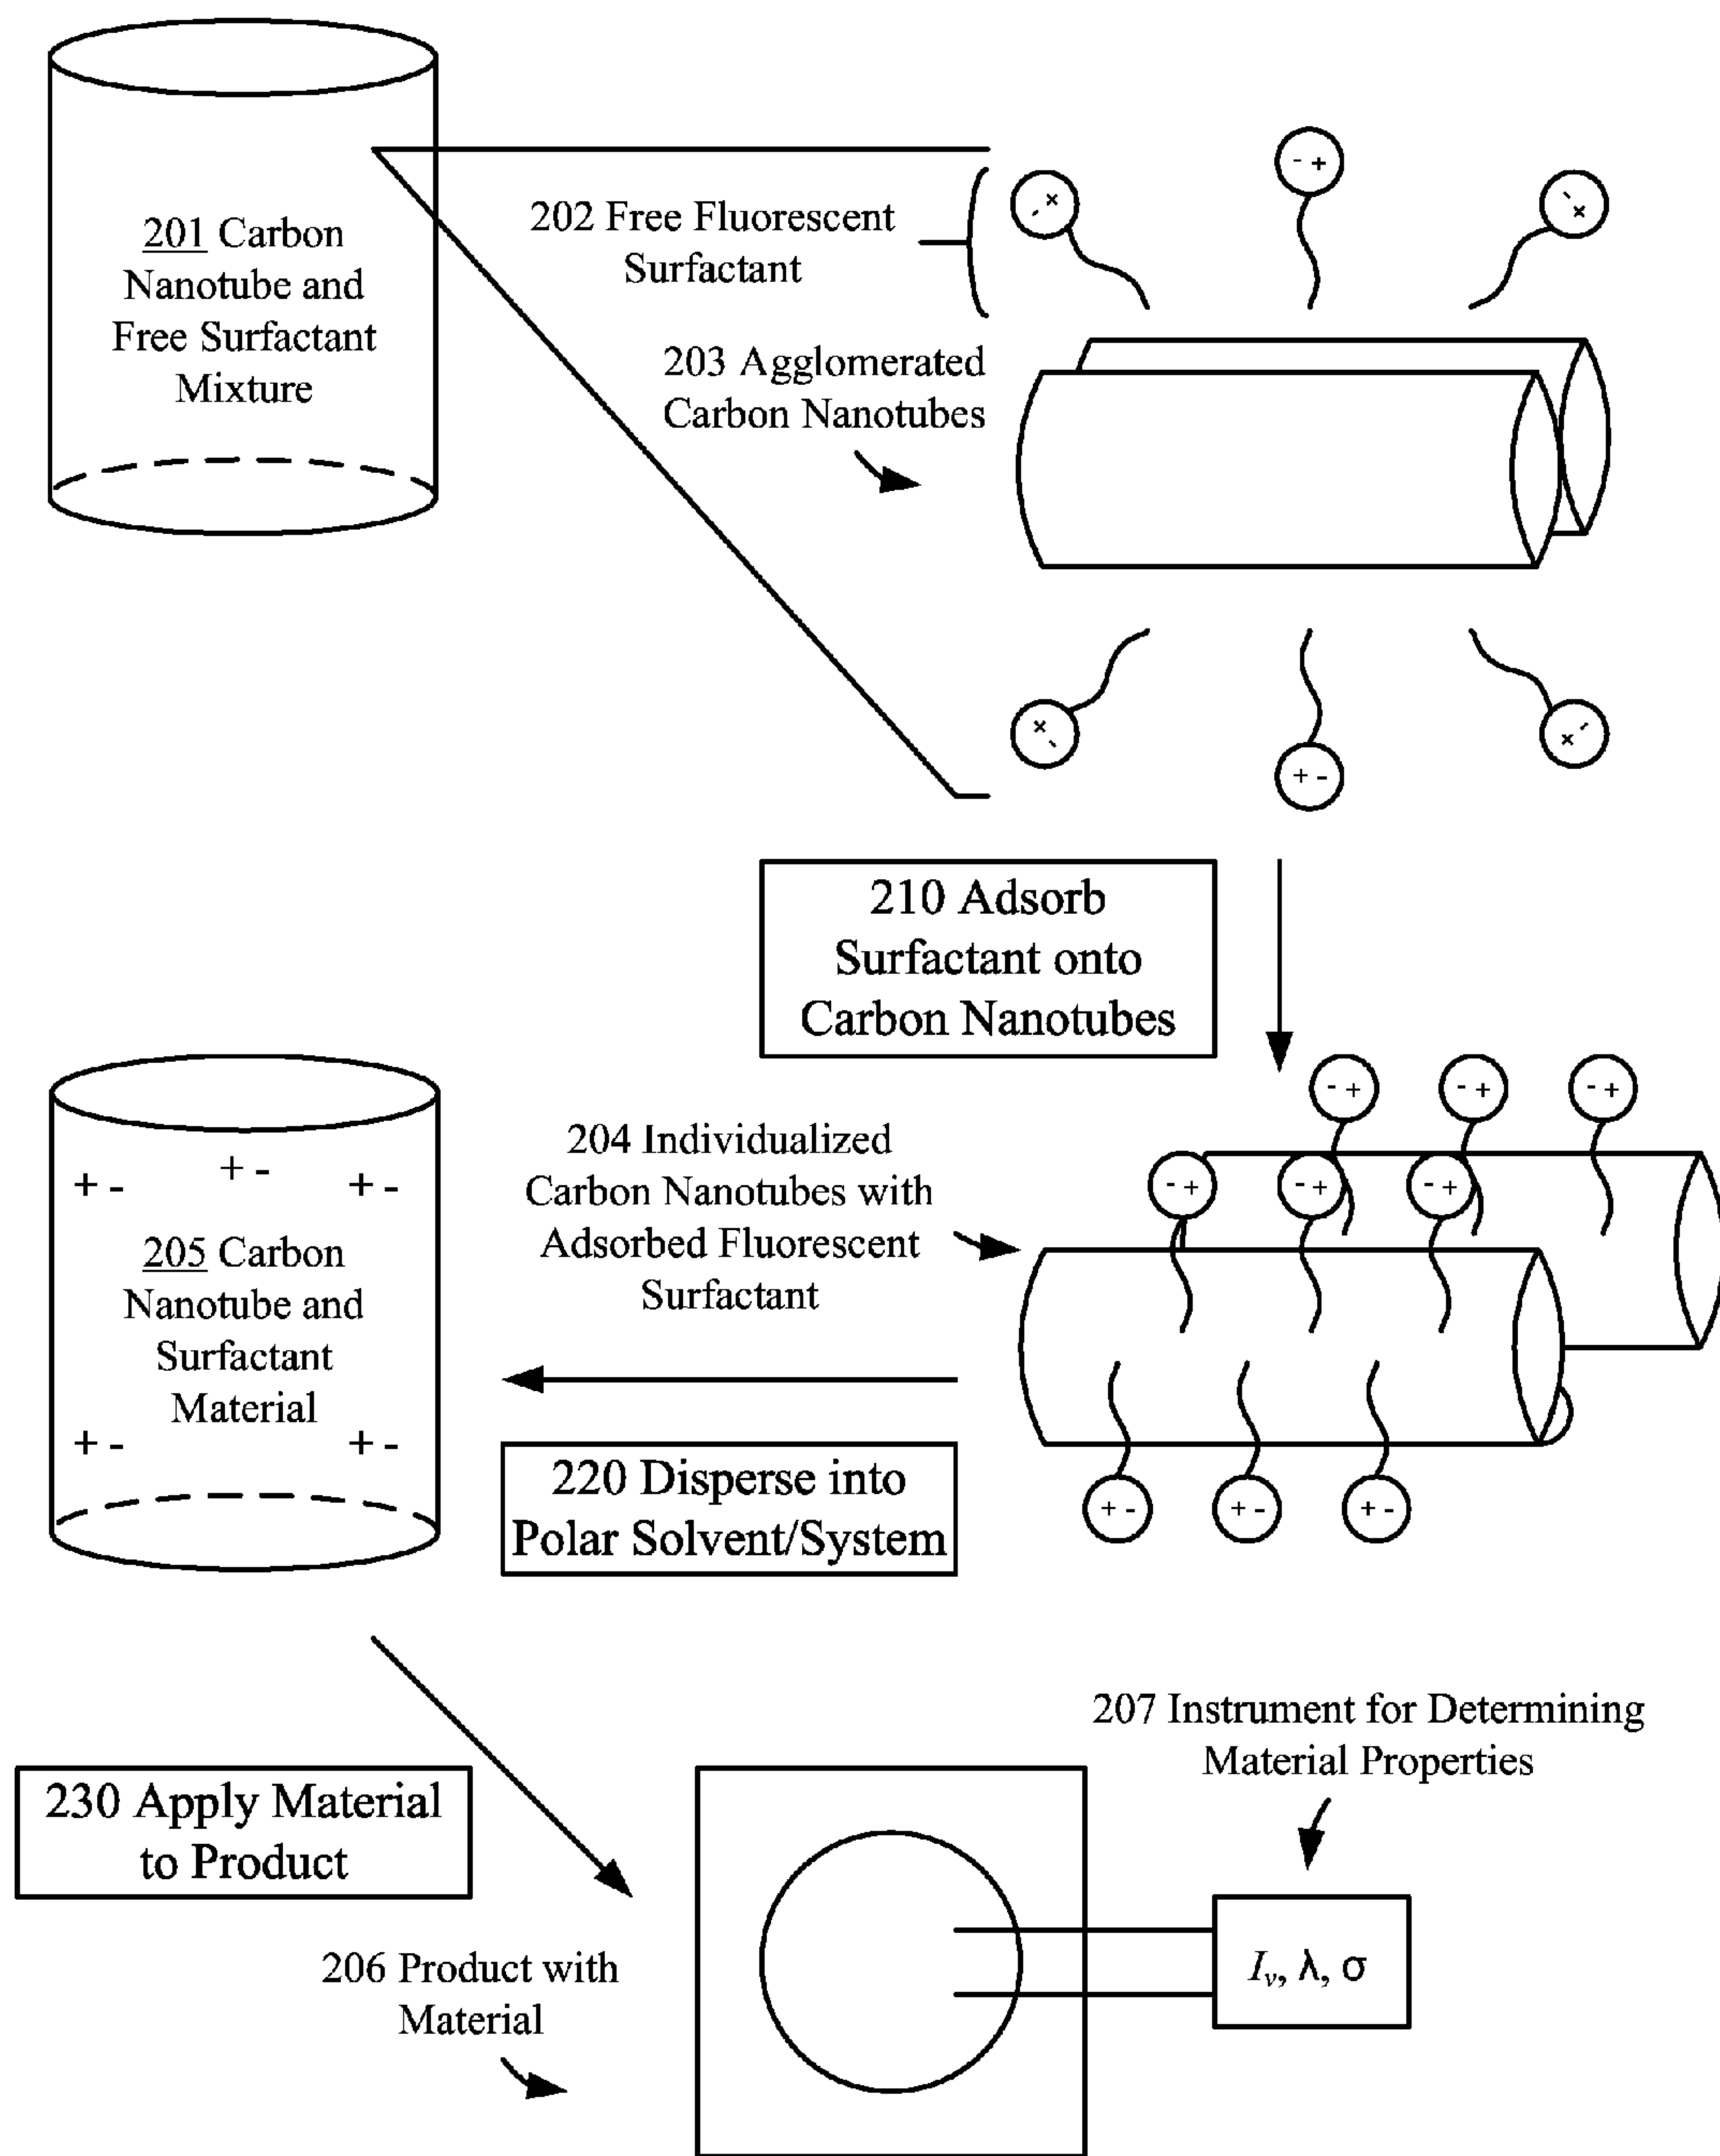 201 Carbon
Nanotube and
Free Surfactant
Mixture
202 Free Fluorescent
Surfactant
- +
- +
- +
203 Agglomerated
Carbon Nanotubes
+ -
+ -
+ -
210 Adsorb
Surfactant onto
Carbon Nanotubes
- +
- +
- +
- +
- +
- +
204 Individualized
Carbon Nanotubes with
Adsorbed Fluorescent
Surfactant
+ -
+ -
+ -
+ -
+ -
+ -
205 Carbon
Nanotube and
Surfactant
Material
+ -
+ -
220 Disperse into
Polar Solvent/System
230 Apply Material
to Product
207 Instrument for Determining
Material Properties
206 Product with
Material
Iv, λ, σ